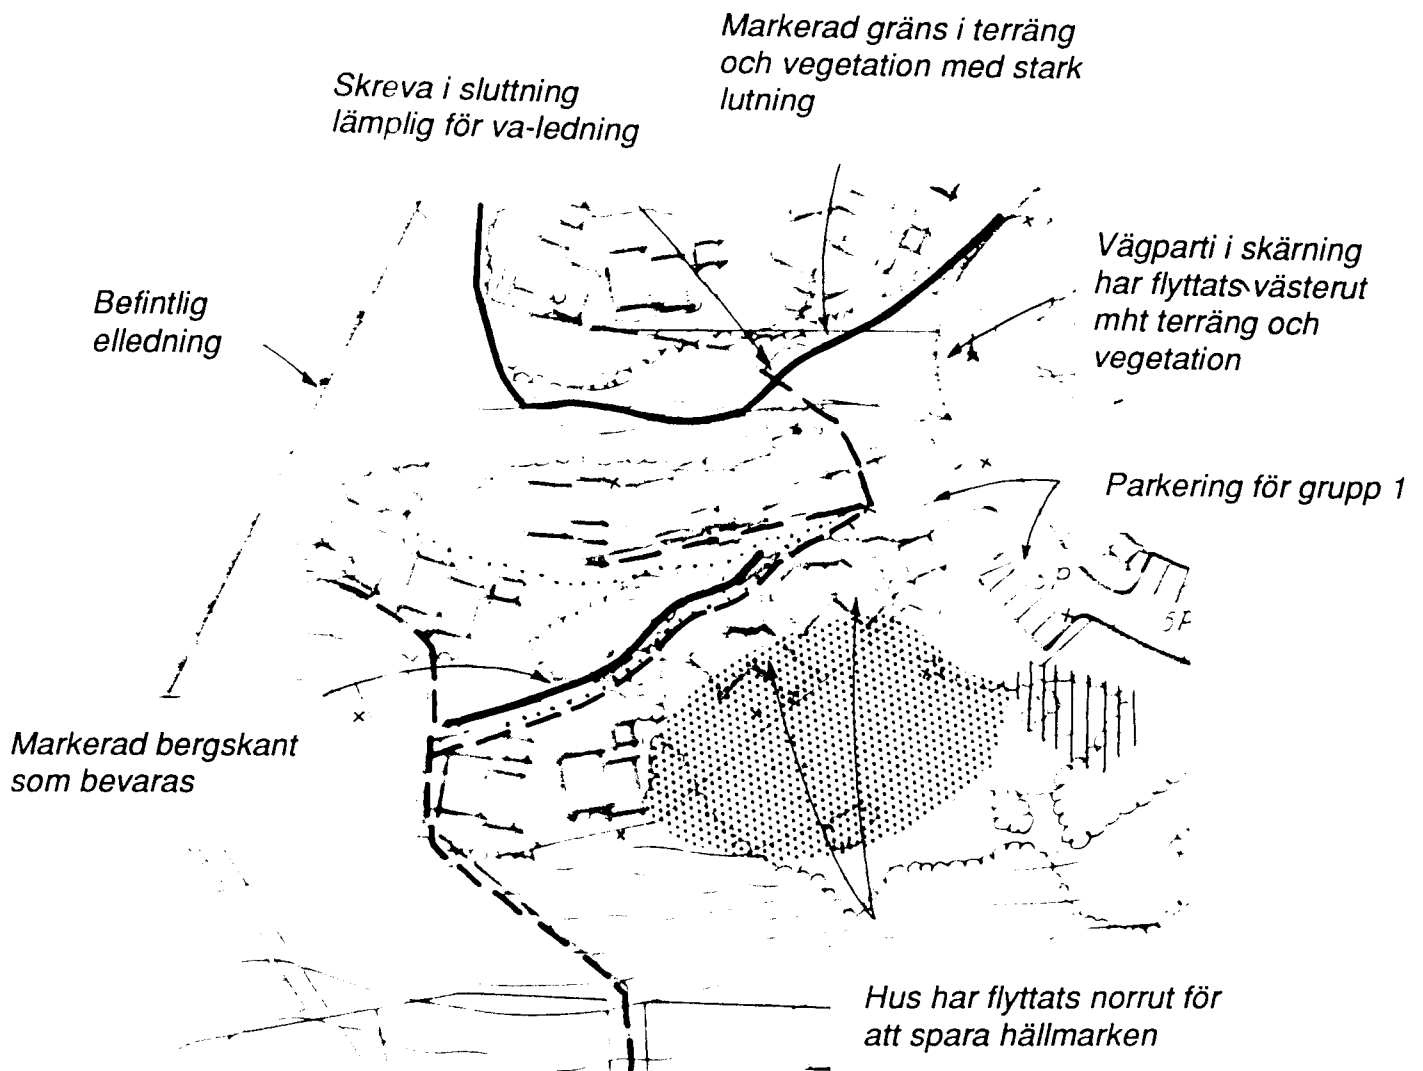 Markerad gräns i terräng
och vegetation med stark
lutning
Skreva i sluttning
lämplig för va-ledning
Vägparti i skärning
har flyttats västerut
mht terräng och
vegetation
Befintlig
elledning
Parkering för grupp 1
P
5P
Markerad bergskant
som bevaras
Hus har flyttats norrut för
att spara hällmarken